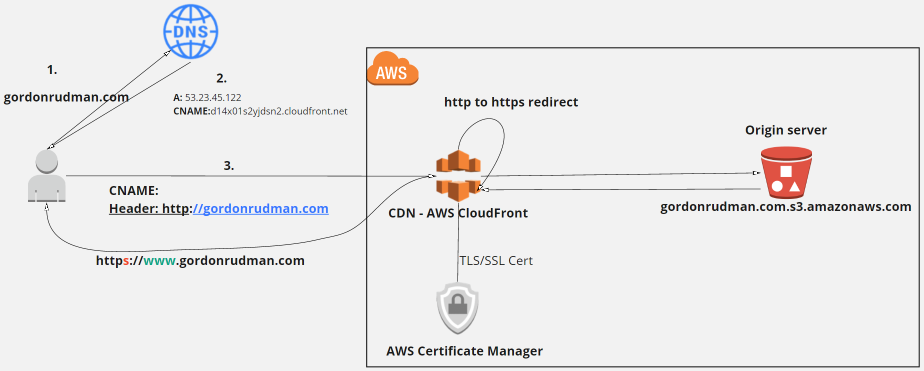 DNS
1.
gordonrudman.com
2.
A: 53.23.45.122
CNAME:d14x01s2yjdsn2.cloudfront.net
AWS
http to https redirect
Origin server
3.
CNAME:
Header: http://gordonrudman.com
CDN - AWS CloudFront
gordonrudman.com.s3.amazonaws.com
https://www.gordonrudman.com
TLS/SSL Cert
AWS Certificate Manager